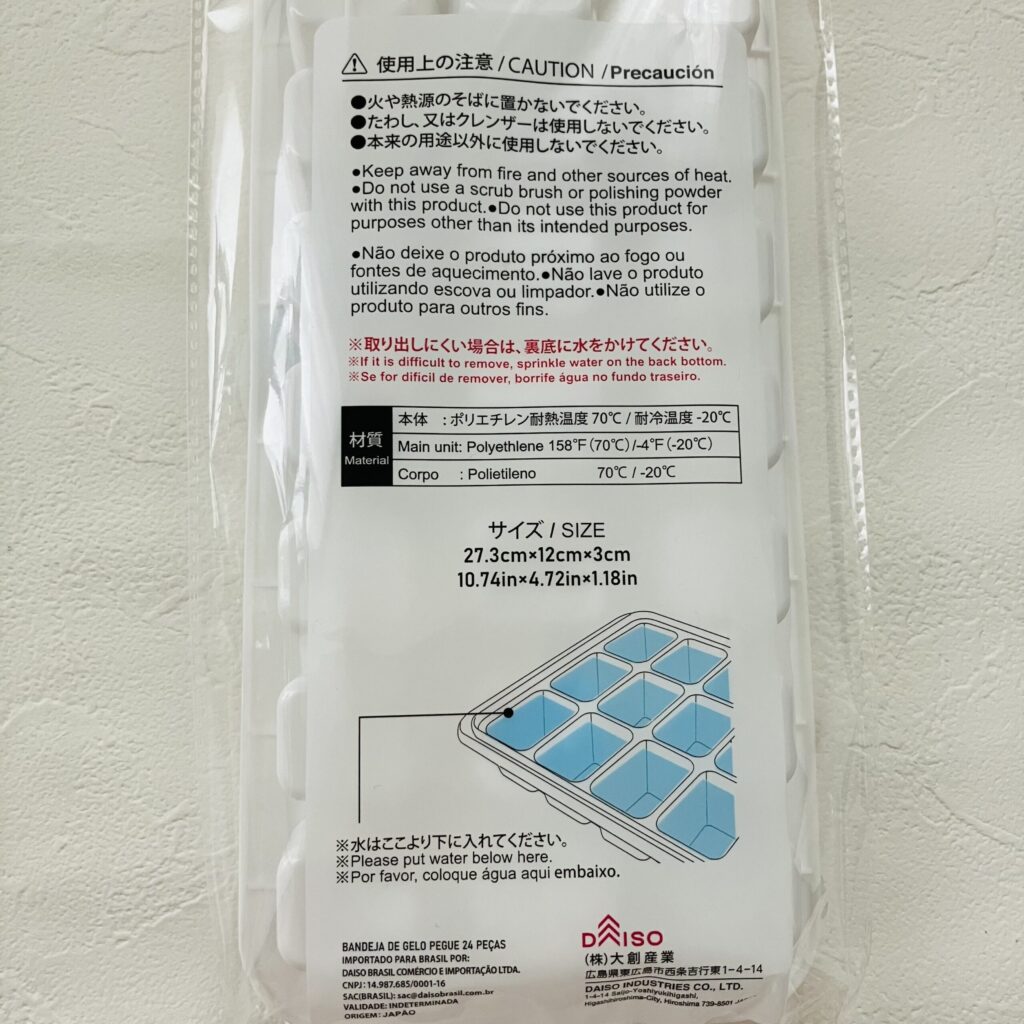 ⚠ 使用上の注意 / CAUTION / Precaución
●火や熱源のそばに置かないでください。
●たわし、又はクレンザーは使用しないでください。
●本来の用途以外に使用しないでください。
●Keep away from fire and other sources of heat.
●Do not use a scrub brush or polishing powder
with this product.●Do not use this product for
purposes other than its intended purposes.
●Não deixe o produto próximo ao fogo ou
fontes de aquecimento.●Não lave o produto
utilizando escova ou limpador.●Não utilize o
produto para outros fins.
※取り出しにくい場合は、裏底に水をかけてください。
※If it is difficult to remove, sprinkle water on the back bottom.
※Se for difícil de remover, borrife água no fundo traseiro.
材質
Material
本体 : ポリエチレン耐熱温度 70℃ / 耐冷温度 -20℃
Main unit: Polyethlene 158°F (70℃)/-4°F (-20℃)
Corpo : Polietileno 70℃ / -20℃
サイズ / SIZE
27.3cm×12cm×3cm
10.74in×4.72in×1.18in
※水はここより下に入れてください。
※Please put water below here.
※Por favor, coloque água aqui embaixo.
BANDEJA DE GELO PEGUE 24 PEÇAS
IMPORTADO PARA BRASIL POR:
DAISO BRASIL COMÉRCIO E IMPORTAÇÃO LTDA.
CNPJ: 14.987.685/0001-16
SAC(BRASIL): sac@daisobrasil.com.br
VALIDADE: INDETERMINADA
ORIGEM: JAPÃO
DAISO
(株)大創産業
広島県東広島市西条吉行東1-4-14
DAISO INDUSTRIES CO., LTD.
1-4-14 Saijo-Yoshiyukihigashi,
Higashihiroshima-City, Hiroshima 739-8501